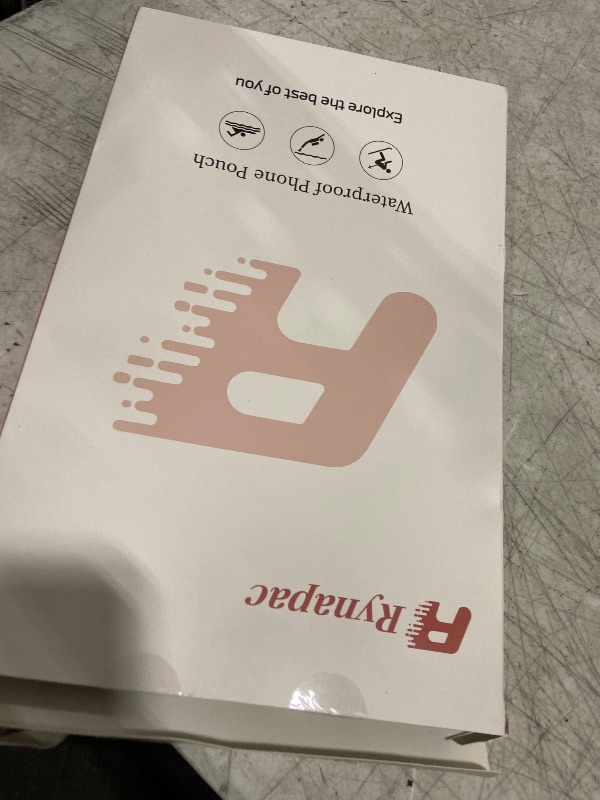 Rynapac
Waterproof Phone Pouch
Explore the best of you